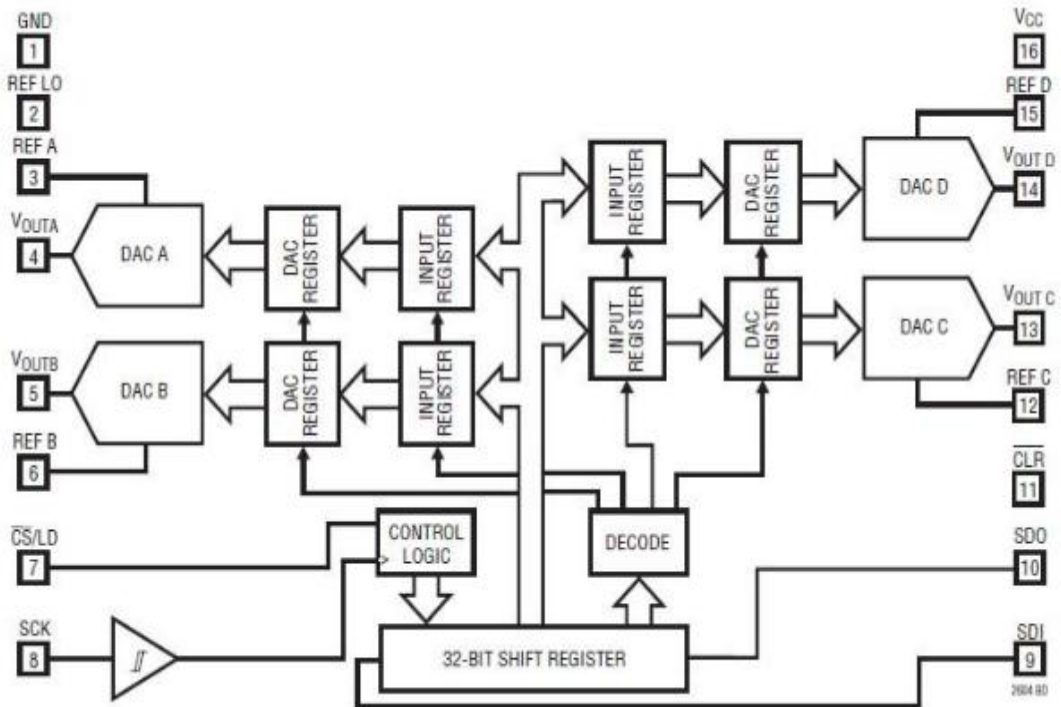 GND
1
REF LO
2
REF A
3
VOUTA
4
VOUTB
5
REF B
6
CS/LD
7
SCK
8
DAC A
DAC B
DAC
REGISTER
INPUT
REGISTER
DAC
REGISTER
INPUT
REGISTER
CONTROL
LOGIC
32-BIT SHIFT REGISTER
DECODE
INPUT
REGISTER
DAC
REGISTER
INPUT
REGISTER
DAC
REGISTER
DAC D
DAC C
VCC
16
REF D
15
VOUT D
14
VOUT C
13
REF C
12
CLR
11
SDO
10
SDI
9
2604 BD